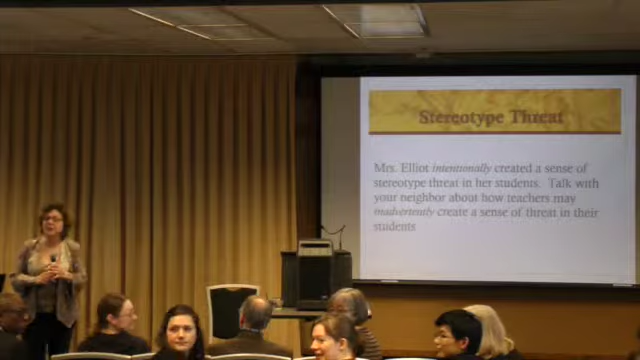 Stereotype Threat
Mrs. Elliot intentionally created a sense of
stereotype threat in her students. Talk with
your neighbor about how teachers may
inadvertently create a sense of threat in their
students